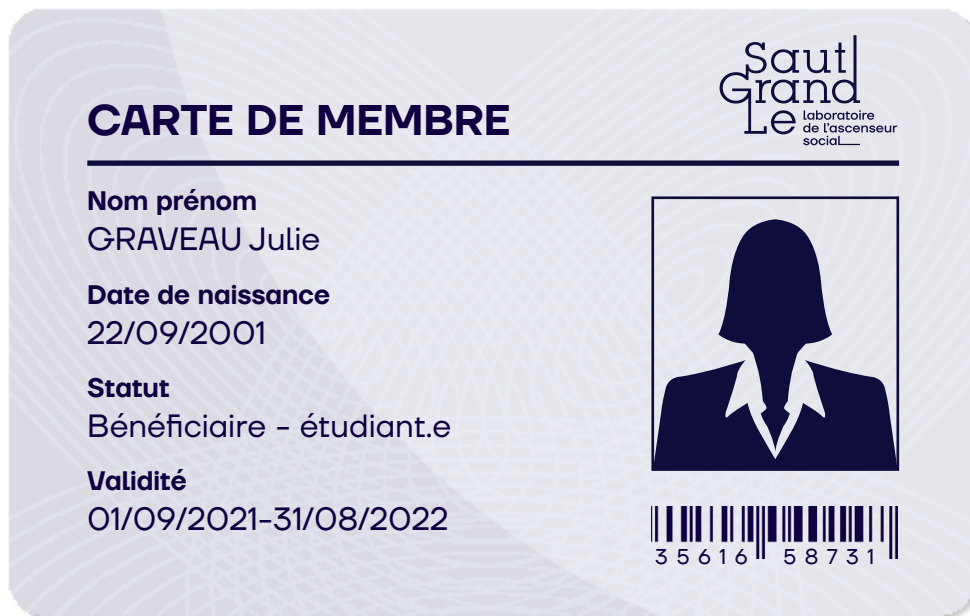 Saut
Grand
Le
laboratoire
de l'ascenseur
social
CARTE DE MEMBRE
Nom prénom
GRAVEAU Julie
Date de naissance
22/09/2001
Statut
Bénéficiaire - étudiant.e
Validité
01/09/2021-31/08/2022
35616 58731